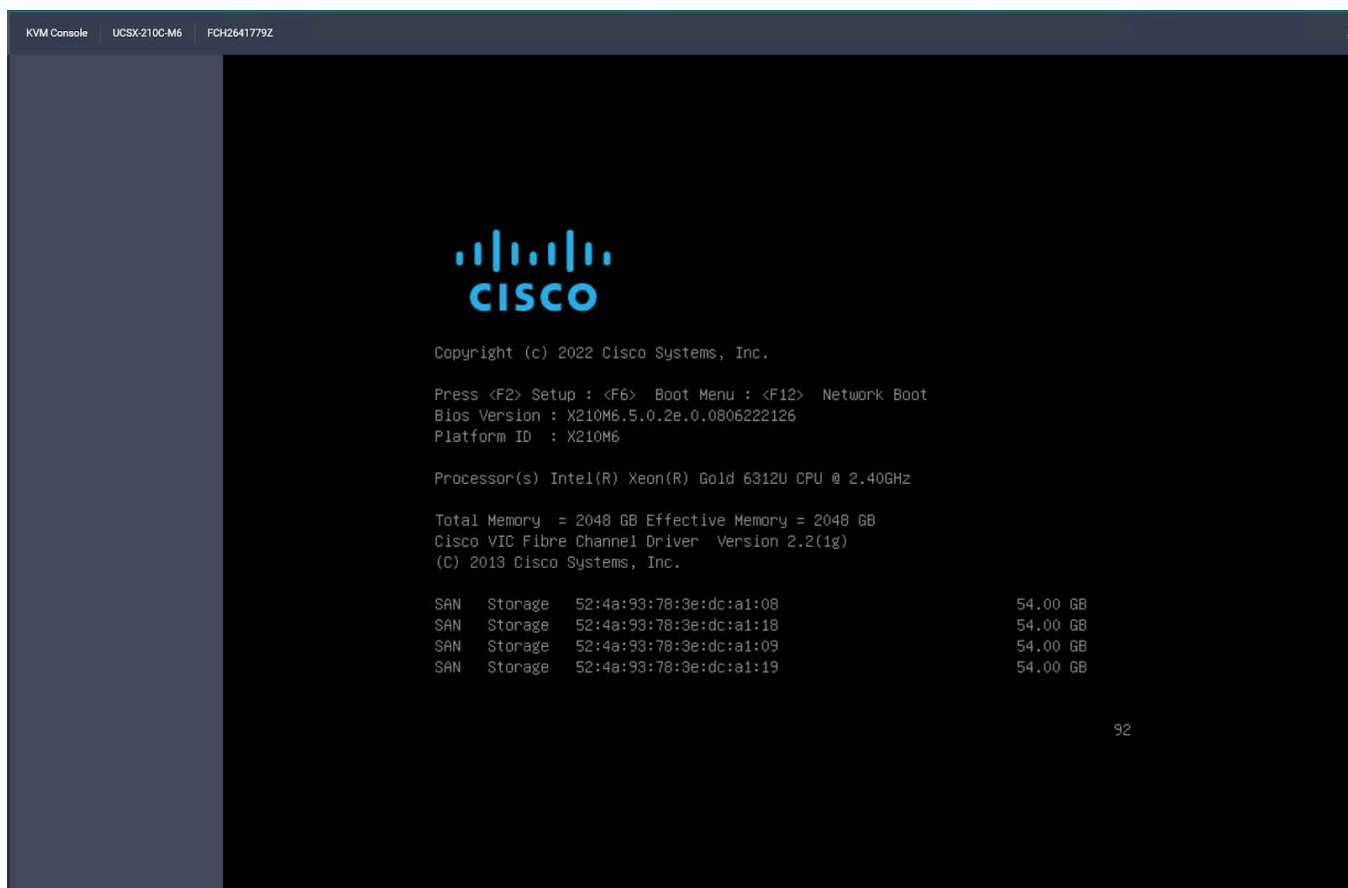 KVM Console UCSX-210C-M6 FCH2641779Z
CISCO
Copyright (c) 2022 Cisco Systems, Inc.
Press <F2> Setup : <F6> Boot Menu : <F12> Network Boot
Bios Version : X210M6.5.0.2e.0.0806222126
Platform ID : X210M6
Processor(s) Intel(R) Xeon(R) Gold 6312U CPU @ 2.40GHz
Total Memory = 2048 GB Effective Memory = 2048 GB
Cisco VIC Fibre Channel Driver Version 2.2(1g)
(C) 2013 Cisco Systems, Inc.
SAN Storage 52:4a:93:78:3e:dc:a1:08 54.00 GB
SAN Storage 52:4a:93:78:3e:dc:a1:18 54.00 GB
SAN Storage 52:4a:93:78:3e:dc:a1:09 54.00 GB
SAN Storage 52:4a:93:78:3e:dc:a1:19 54.00 GB
92